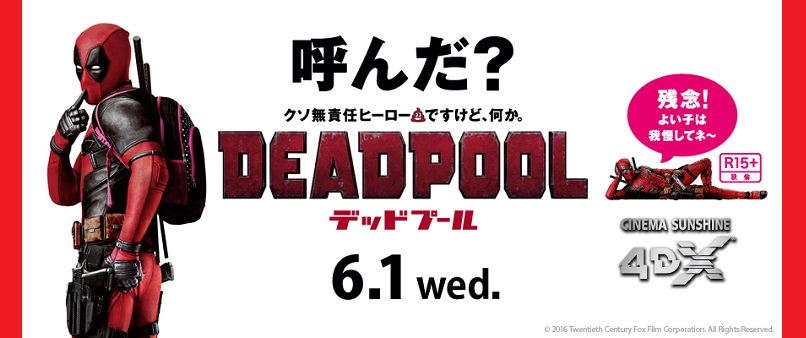 呼んだ?
クソ無責任ヒーローですけど、何か。
DEADPOOL
デッドプール
6.1 wed.
残念!
よい子は
我慢してネ~
R15+
映倫
CINEMA SUNSHINE
4DX
© 2016 Twentieth Century Fox Film Corporation. All Rights Reserved.